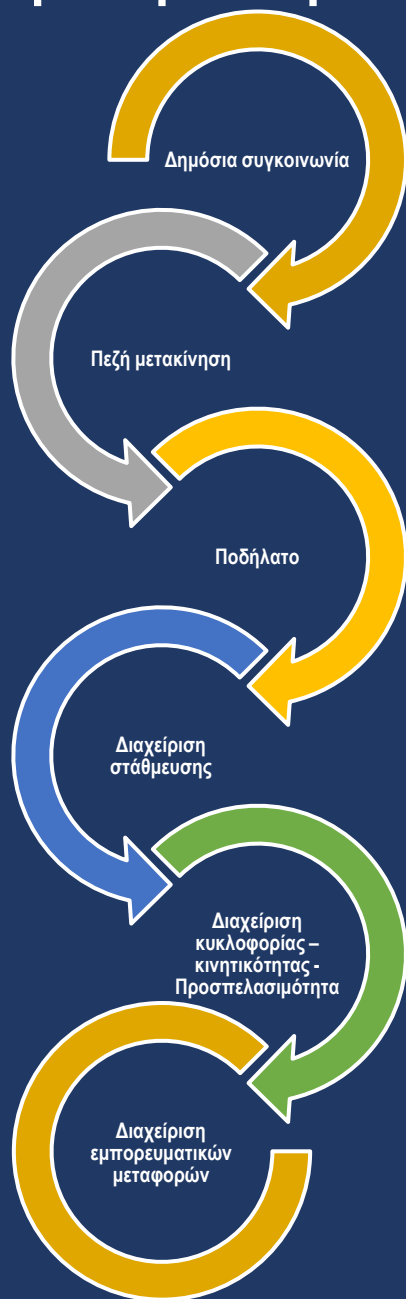 Δημόσια συγκοινωνία
Πεζή μετακίνηση
Ποδήλατο
Διαχείριση
στάθμευσης
Διαχείριση
κυκλοφορίας –
κινητικότητας -
Προσπελασιμότητα
Διαχείριση
εμπορευματικών
μεταφορών